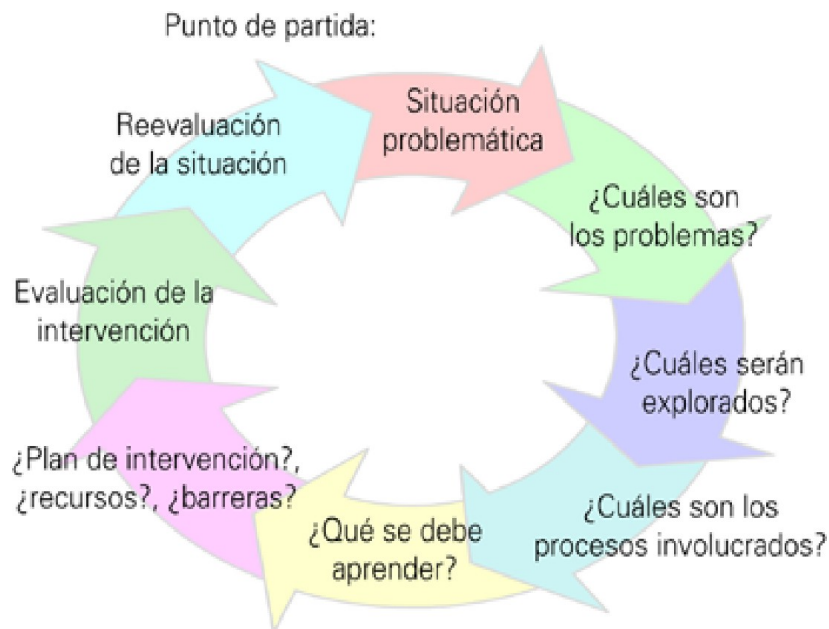 Punto de partida:
Situación
problemática
¿Cuáles son
los problemas?
¿Cuáles serán
explorados?
¿Cuáles son los
procesos involucrados?
¿Qué se debe
aprender?
¿Plan de intervención?,
¿recursos?, ¿barreras?
Evaluación de la
intervención
Reevaluación
de la situación